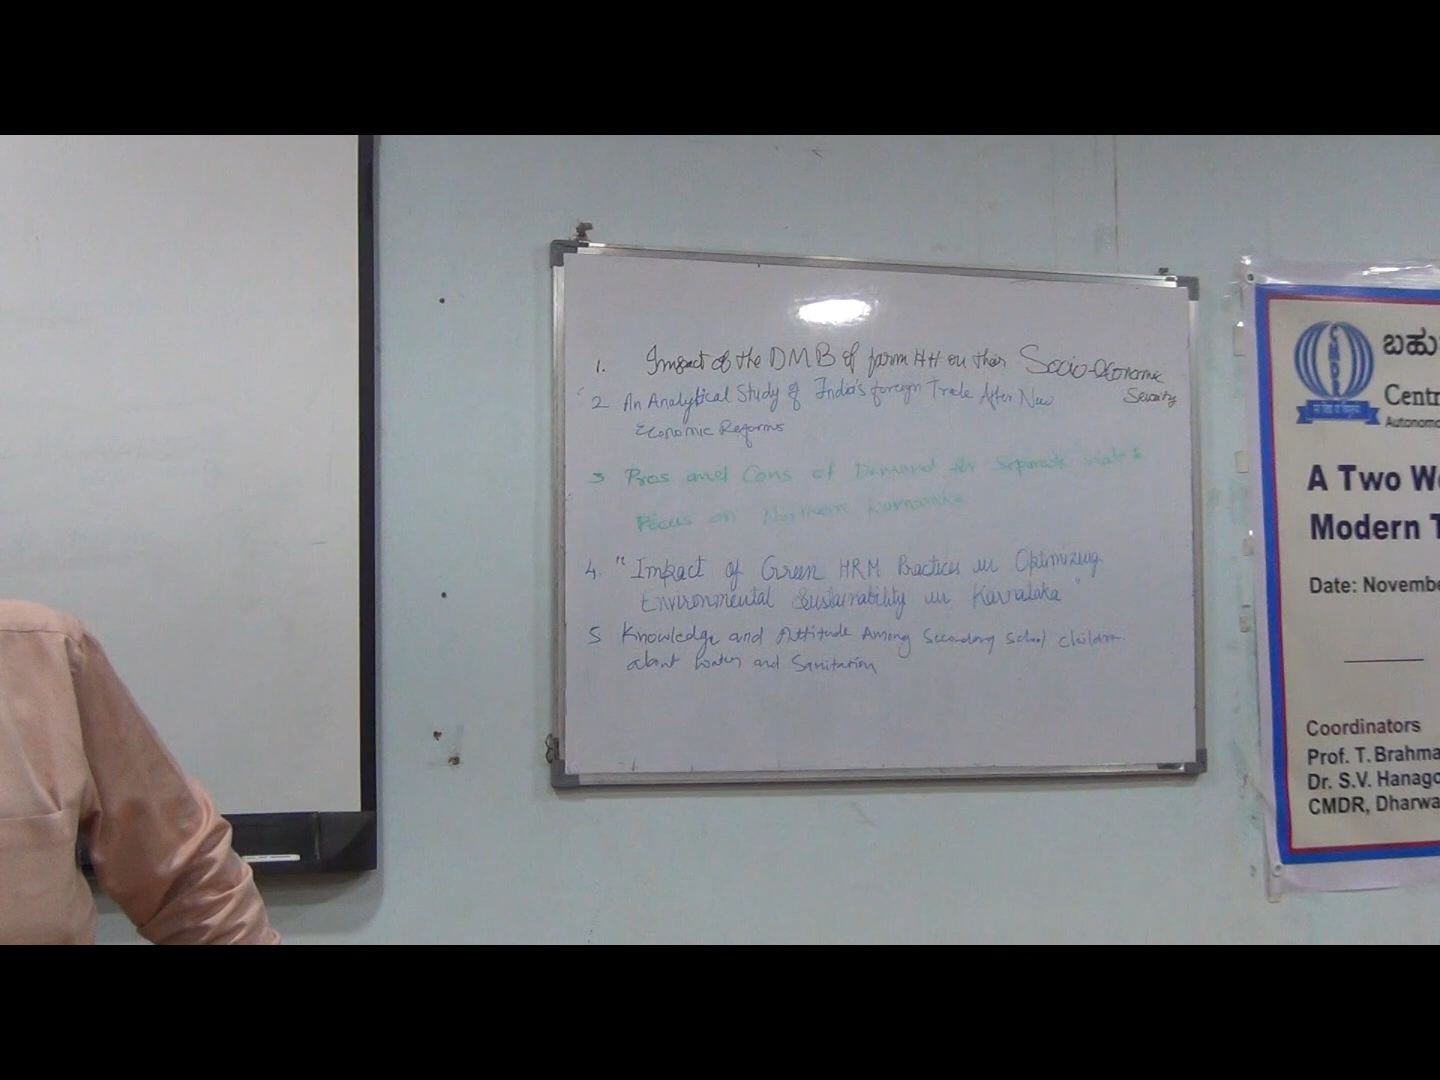 1. Impact of the DMB of farm HH on their Socio-economic
Security
2 An Analytical Study of India's foreign Trade After New
Economic Reforms
3 Pros and Cons of Demand for Separate state
Focus on Northern Karnataka
4. "Impact of Green HRM Practices in Optimizing
Environmental Sustainability in Karnataka"
5 Knowledge and Attitude Among Secondary School children
about Water and Sanitation
CMDR
ಬಹು
Centr
Autonomo
A Two We
Modern T
Date: Novembe
Coordinators
Prof. T. Brahma
Dr. S.V. Hanago
CMDR, Dharwa